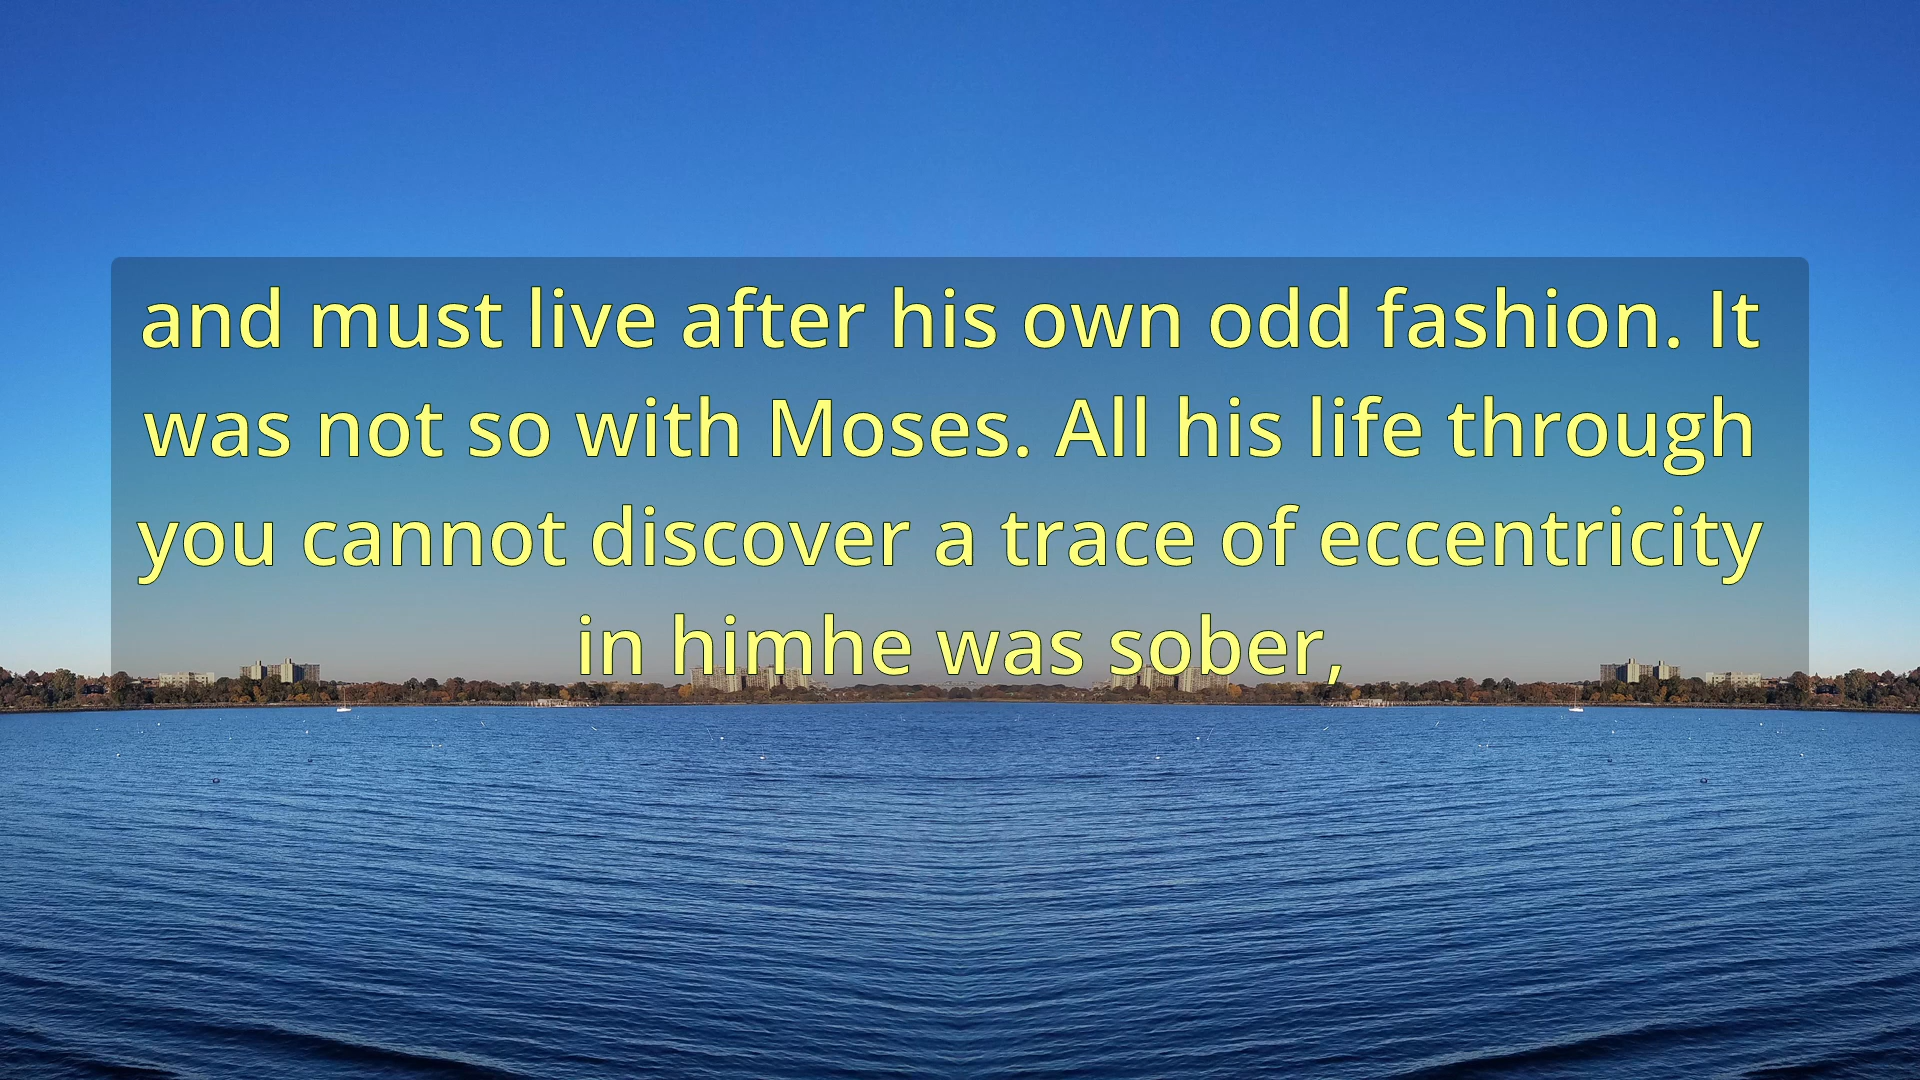 and must live after his own odd fashion. It
was not so with Moses. All his life through
you cannot discover a trace of eccentricity
in himhe was sober,